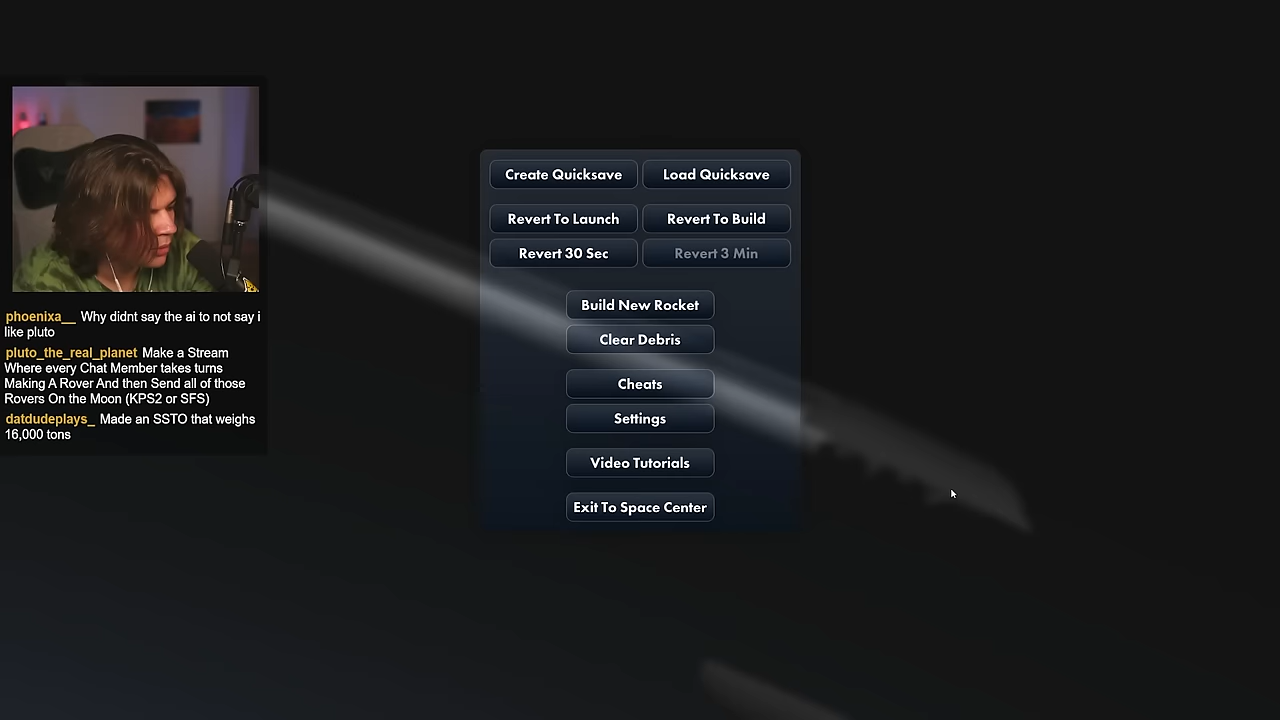 phoenixa__ Why didnt say the ai to not say i
like pluto
pluto_the_real_planet Make a Stream
Where every Chat Member takes turns
Making A Rover And then Send all of those
Rovers On the Moon (KPS2 or SFS)
datdudeplays_ Made an SSTO that weighs
16,000 tons
Create Quicksave Load Quicksave
Revert To Launch Revert To Build
Revert 30 Sec Revert 3 Min
Build New Rocket
Clear Debris
Cheats
Settings
Video Tutorials
Exit To Space Center